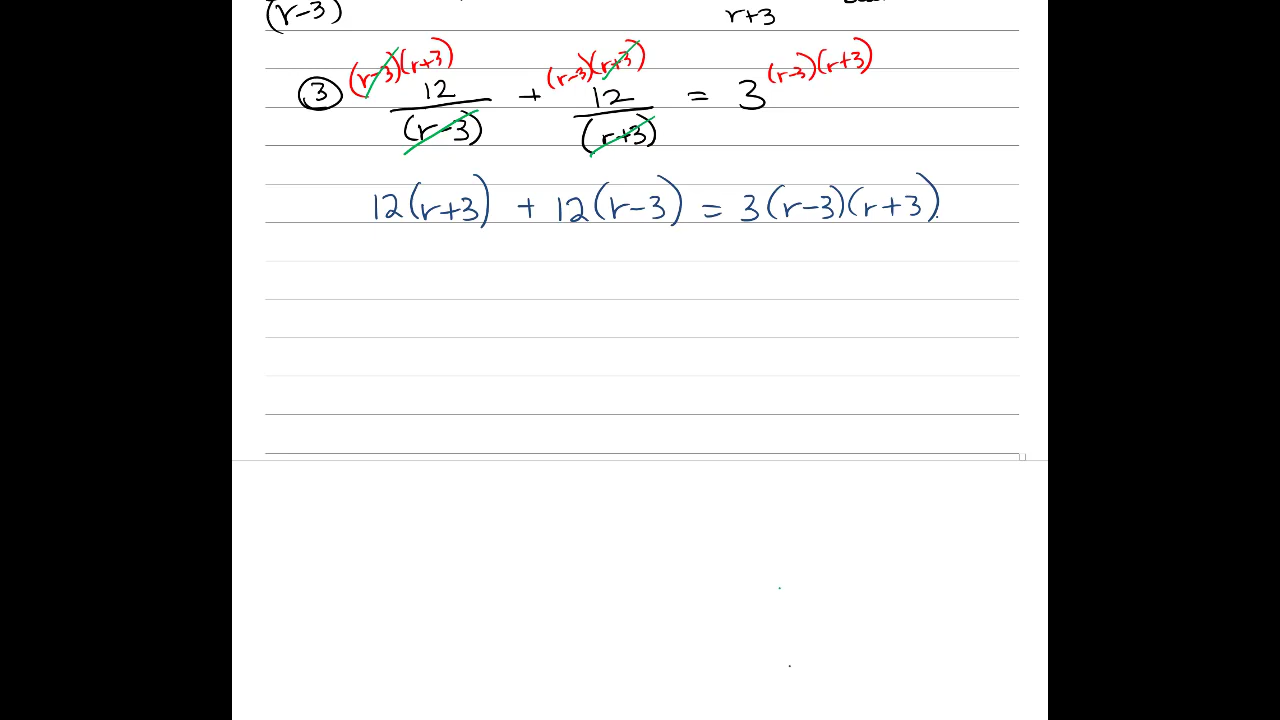 (r-3)
r+3
(r-3)(r+3) (r-3)(r+3) (r-3)(r+3)
③ 12 + 12 = 3
(r-3) (r+3)
12(r+3) + 12(r-3) = 3(r-3)(r+3)